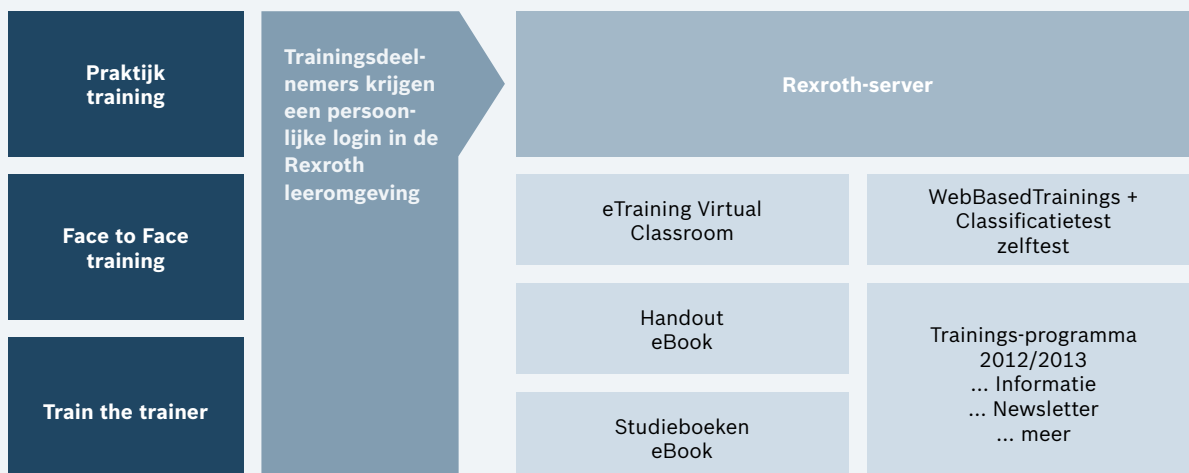 Praktijk
training
Face to Face
training
Train the trainer
Trainingsdeel-
nemers krijgen
een persoon-
lijke login in de
Rexroth
leeromgeving
Rexroth-server
eTraining Virtual
Classroom
WebBasedTrainings +
Classificatietest
zelftest
Handout
eBook
Trainings-programma
2012/2013
... Informatie
... Newsletter
... meer
Studieboeken
eBook